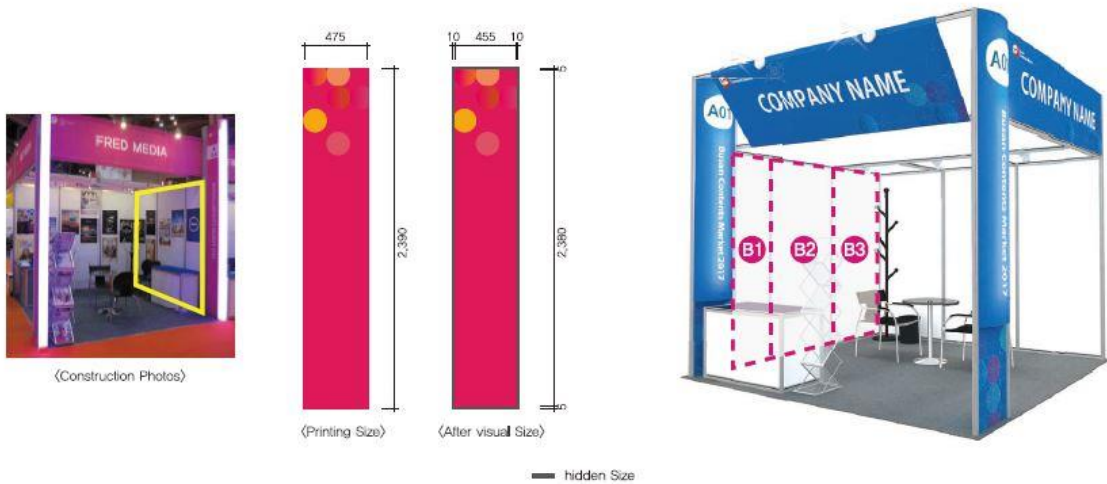 475
10 455 10
5
2,390
2,380
5
FRED MEDIA
<Construction Photos>
<Printing Size>
<After visual Size>
hidden Size
A01
COMPANY NAME
A01
COMPAMY NAME
Busan Contents Market 2017
Busan Contents Market 2017
B1
B2
B3